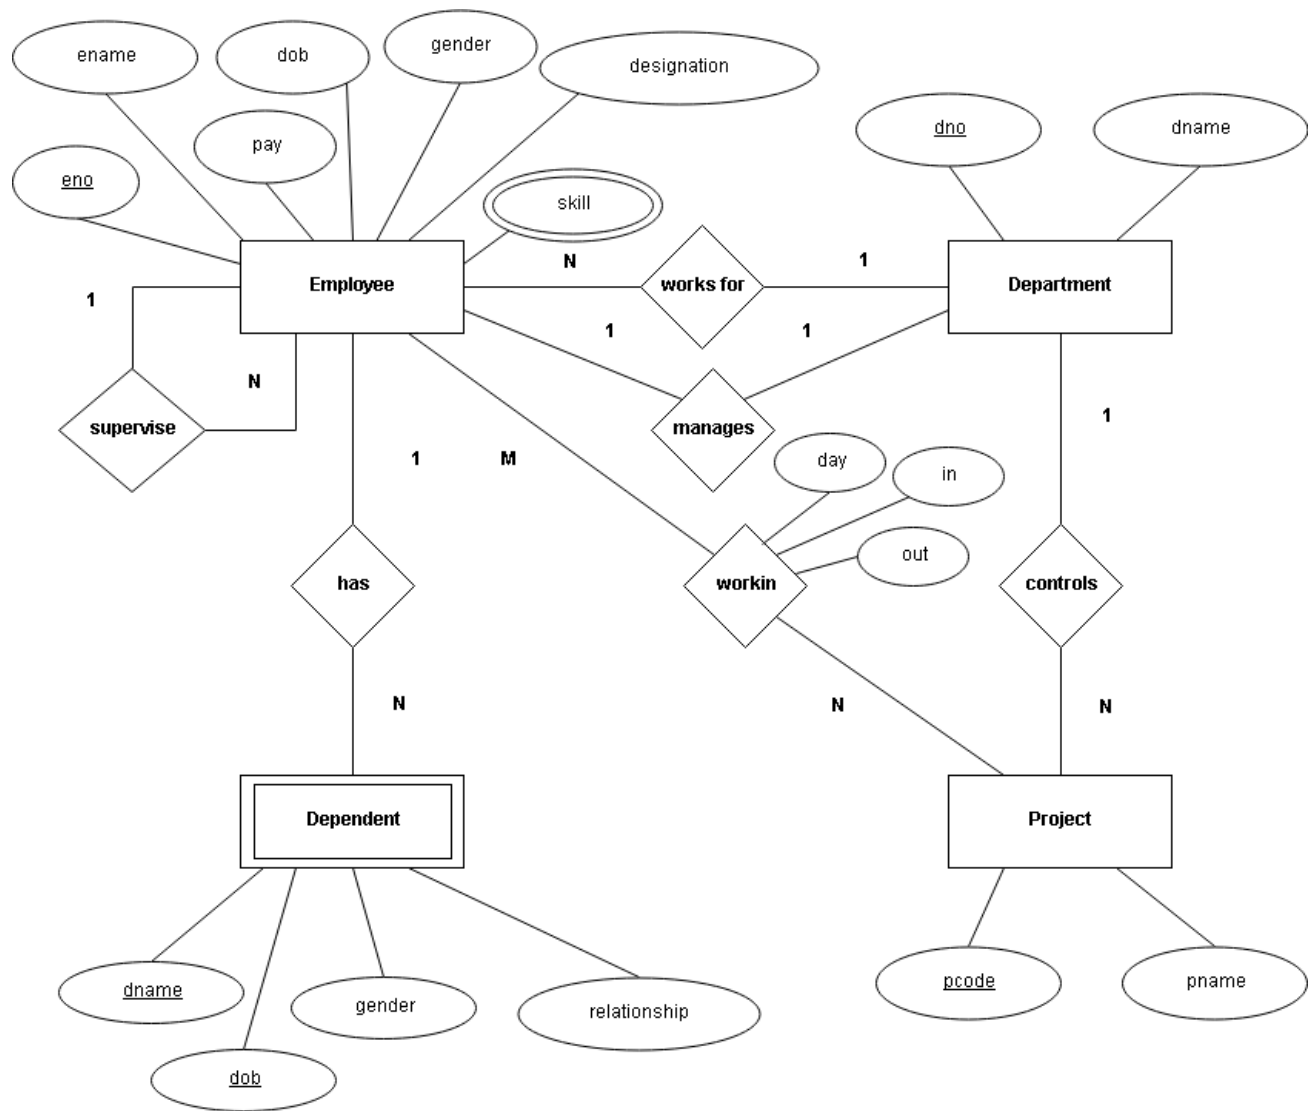 gender
ename
dob
designation
dno
dname
pay
eno
skill
N
1
Employee
works for
Department
1
1
1
N
supervise
manages
1
1
M
day
in
out
has
workin
controls
N
N
N
Dependent
Project
dname
gender
relationship
pcode
pname
dob